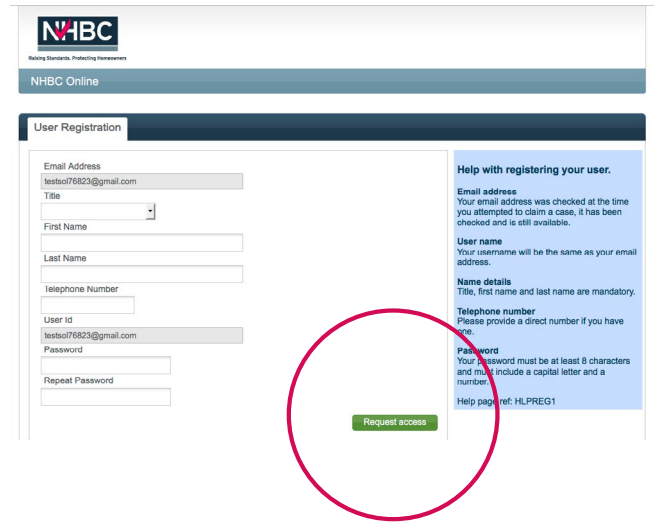 NHBC
Raising Standards. Protecting Homeowners
NHBC Online
User Registration
Email Address
testsol76823@gmail.com
Title
First Name
Last Name
Telephone Number
User Id
testsol76823@gmail.com
Password
Repeat Password
Request access
Help with registering your user.
Email address
Your email address was checked at the time
you attempted to claim a case, it has been
checked and is still available.
User name
Your username will be the same as your email
address.
Name details
Title, first name and last name are mandatory.
Telephone number
Please provide a direct number if you have
one.
Password
Your password must be at least 8 characters
and must include a capital letter and a
number.
Help page ref: HLPREG1